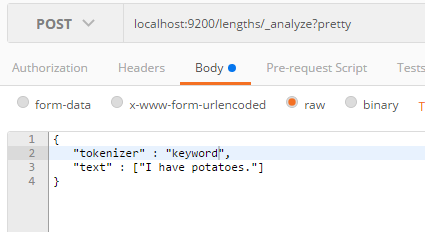 POST localhost:9200/lengths/_analyze?pretty
Authorization Headers Body Pre-request Script Tests
form-data x-www-form-urlencoded raw binary T
1 {
2 "tokenizer" : "keyword",
3 "text" : ["I have potatoes."]
4 }